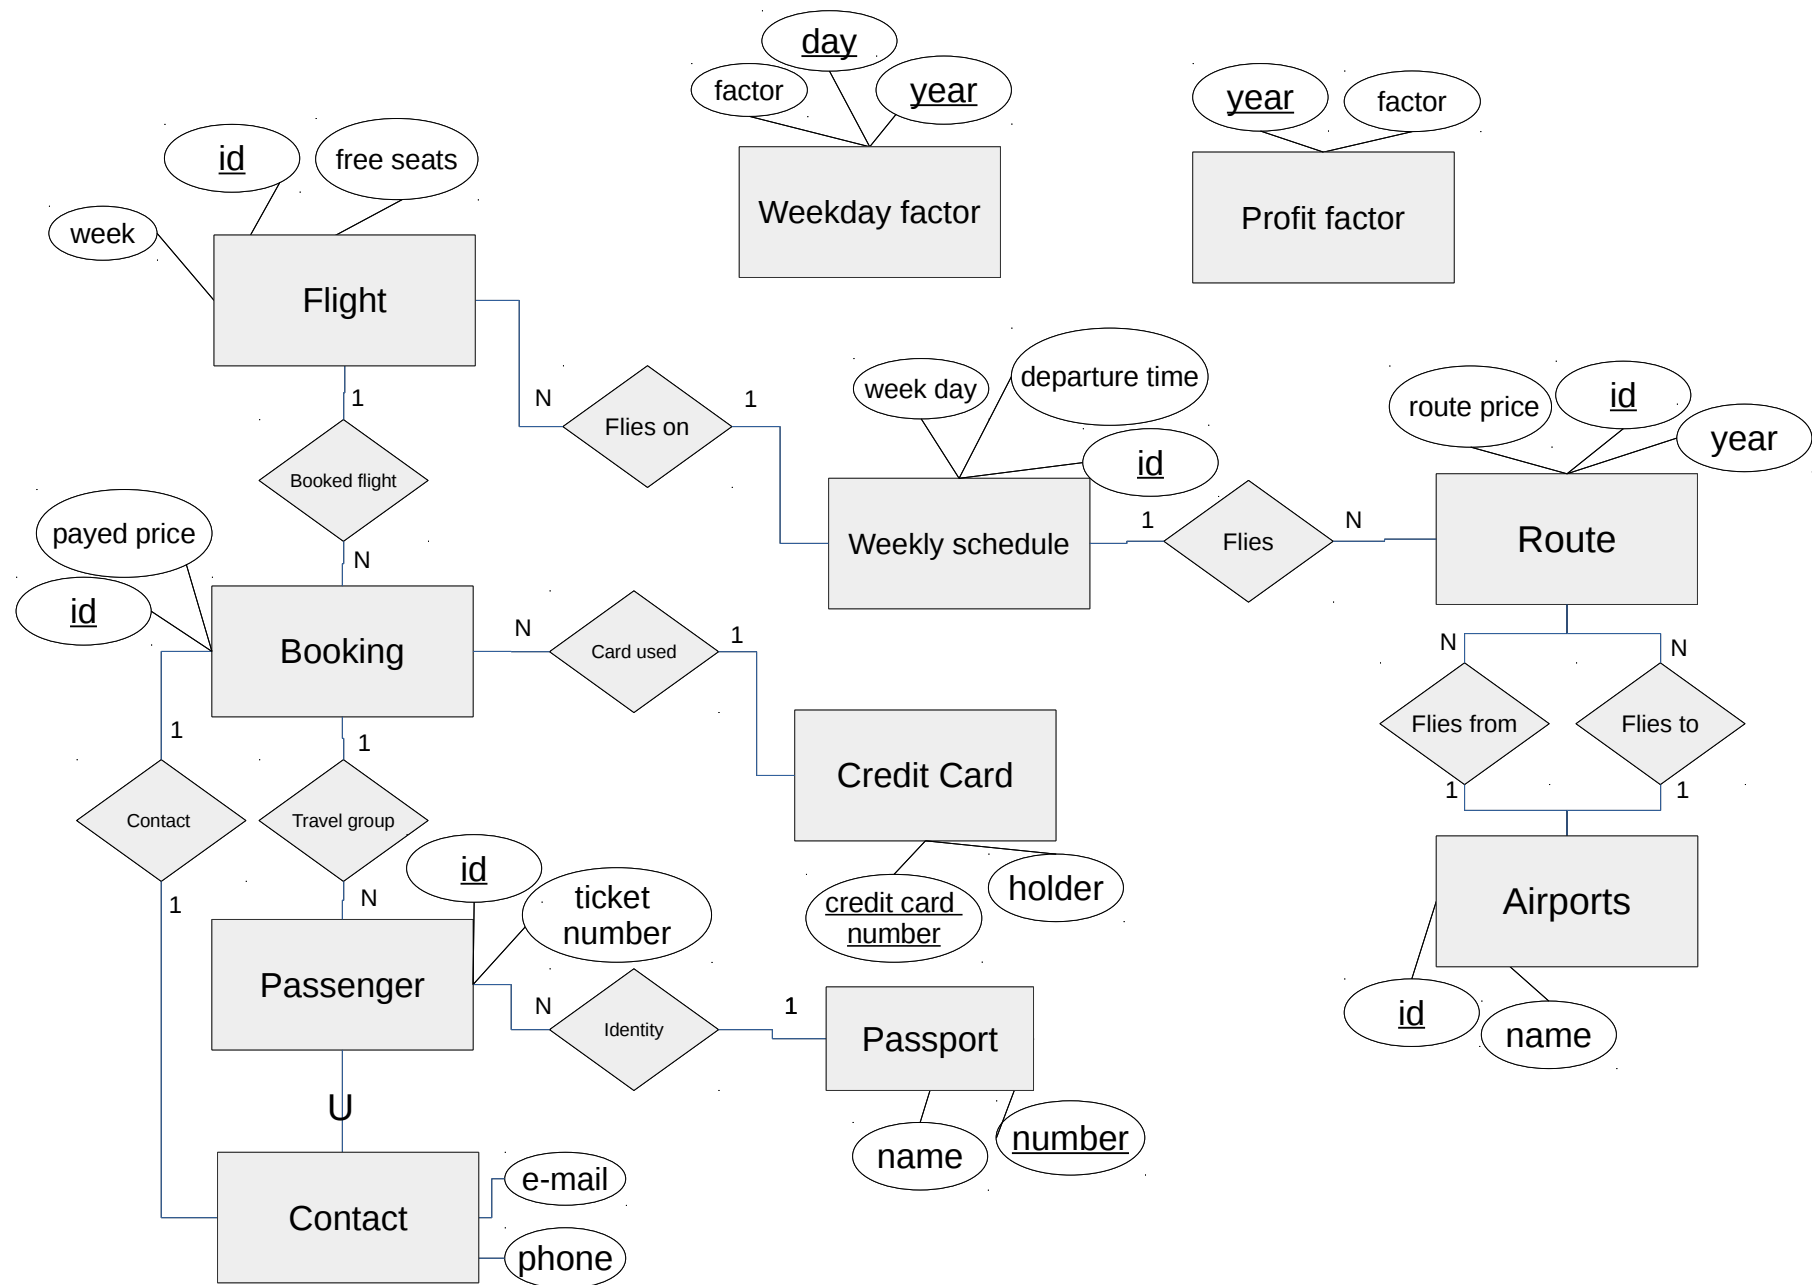 day
factor
year
Weekday factor
year
factor
Profit factor
id
free seats
week
Flight
1
Booked flight
N
N
Flies on
1
week day
departure time
id
Weekly schedule
1
Flies
N
route price
id
year
Route
N
N
Flies from
Flies to
1
1
Airports
id
name
payed price
id
Booking
N
Card used
1
Credit Card
credit card
number
holder
1
1
Contact
Travel group
1
N
id
ticket
number
Passenger
N
Identity
1
Passport
name
number
U
Contact
e-mail
phone